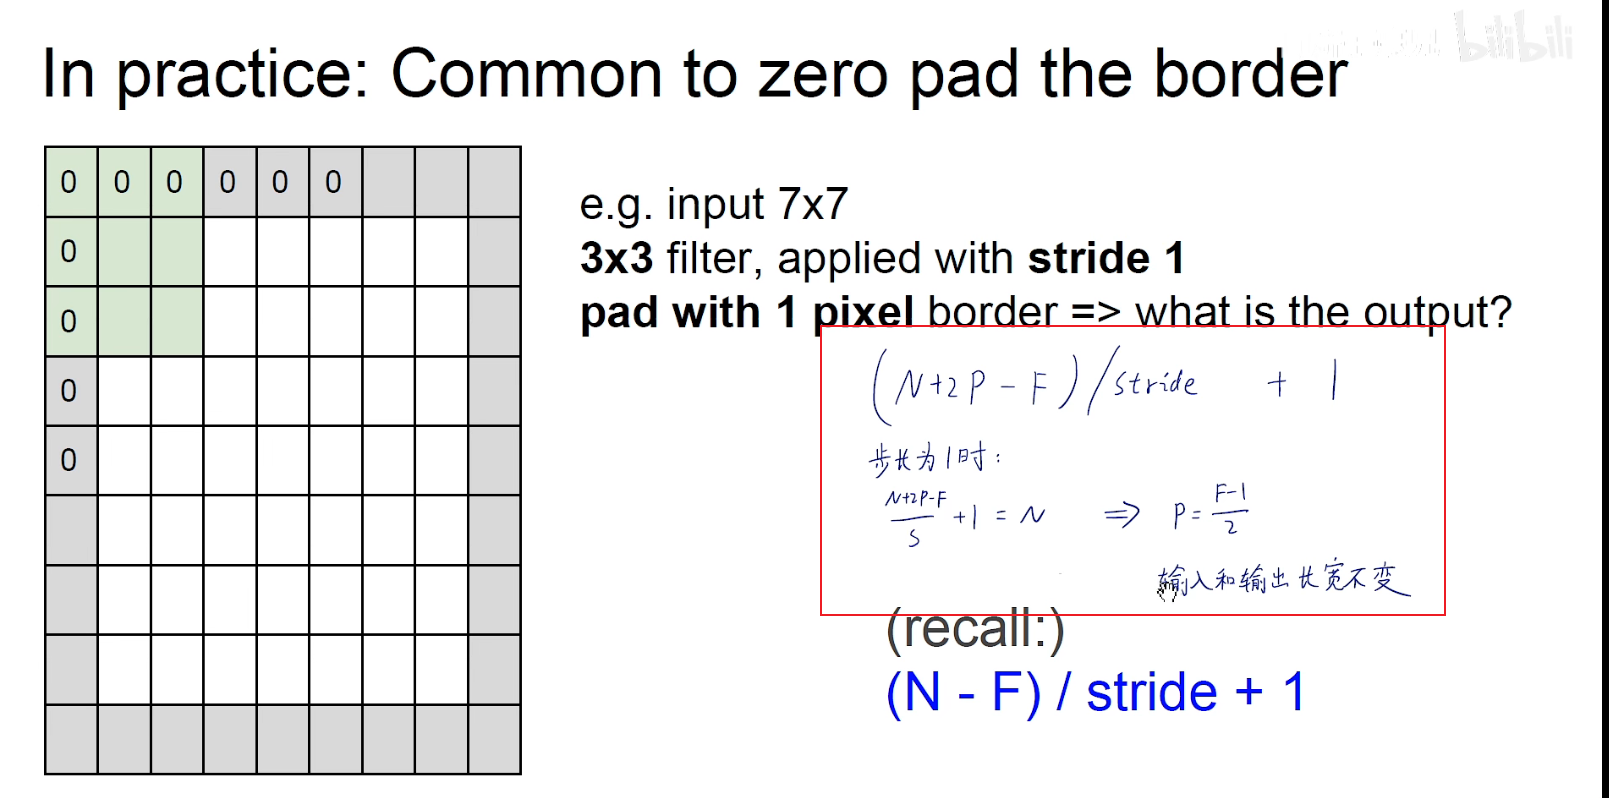 In practice: Common to zero pad the border
bilibili
0 0 0 0 0 0
0
0
0
0
e.g. input 7x7
3x3 filter, applied with stride 1
pad with 1 pixel border => what is the output?
(N+2P-F)/stride + 1
步长为1时:
(N+2P-F)/S +1 = N => P= (F-1)/2
输入和输出长宽不变
(recall:)
(N - F) / stride + 1